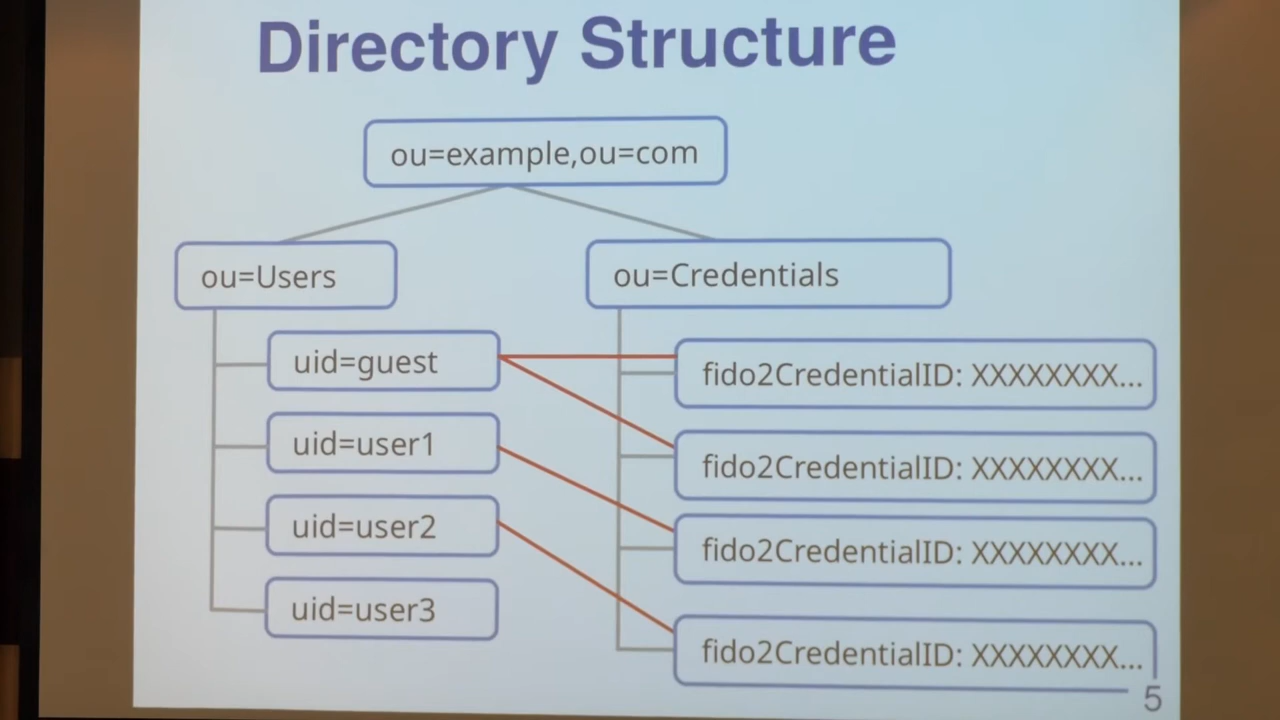 Directory Structure
ou=example,ou=com
ou=Users
ou=Credentials
uid=guest
uid=user1
uid=user2
uid=user3
fido2CredentialID: XXXXXXXX...
fido2CredentialID: XXXXXXXX...
fido2CredentialID: XXXXXXXX...
fido2CredentialID: XXXXXXXX...
5